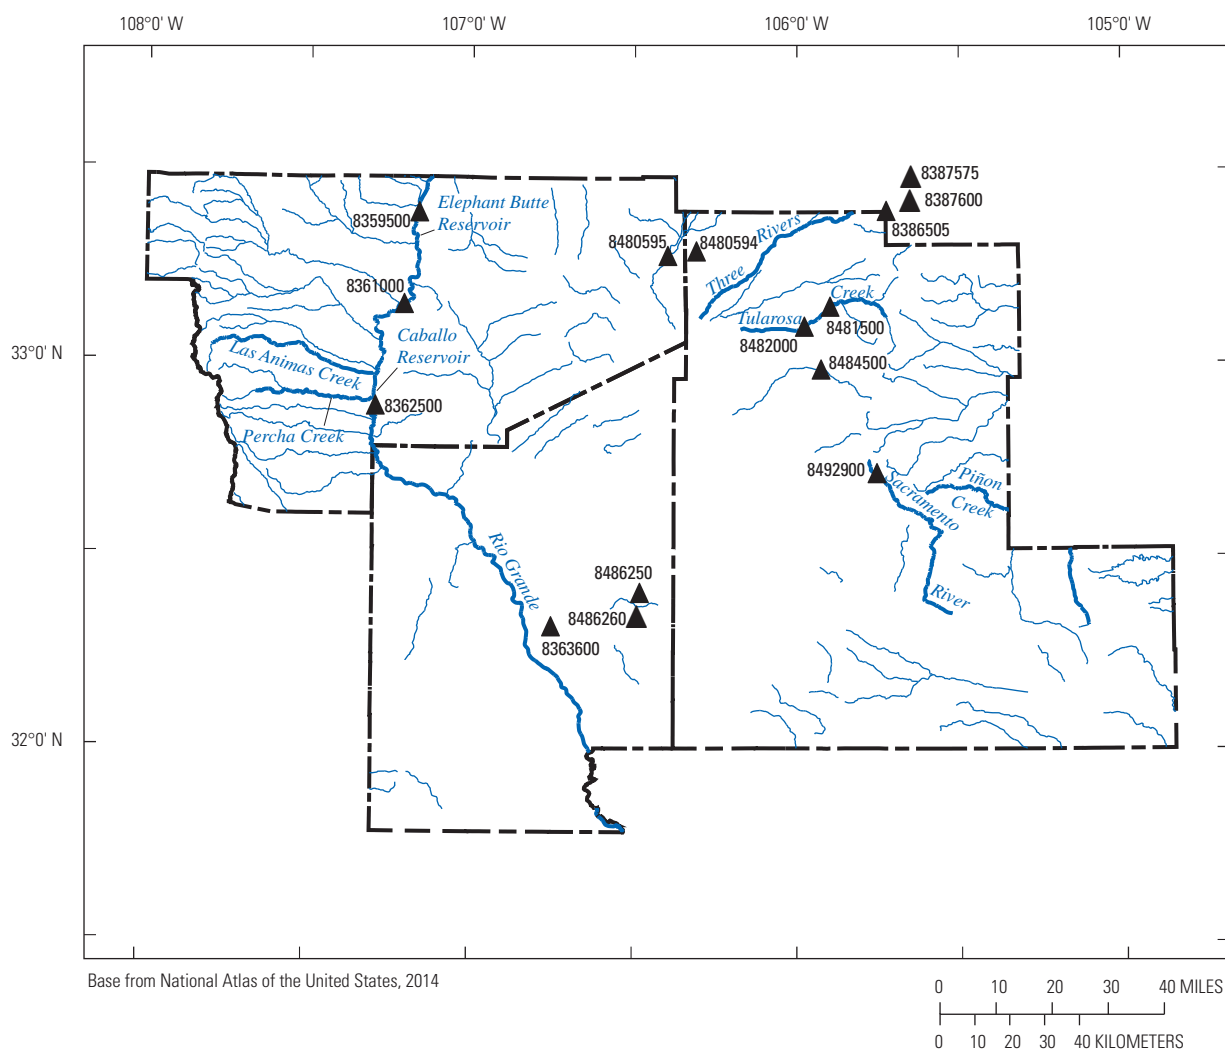 108°0' W
107°0' W
106°0' W
105°0' W
8387575
8387600
8386505
Elephant Butte
Reservoir
8359500
8480595
8480594
Three Rivers
8361000
Creek
Tularosa
8481500
8482000
33°0' N
Caballo
Reservoir
Las Animas Creek
8484500
8362500
Percha Creek
8492900
Sacramento
Piñon
Creek
Rio Grande
8486250
River
8486260
8363600
32°0' N
Base from National Atlas of the United States, 2014
0 10 20 30 40 MILES
0 10 20 30 40 KILOMETERS